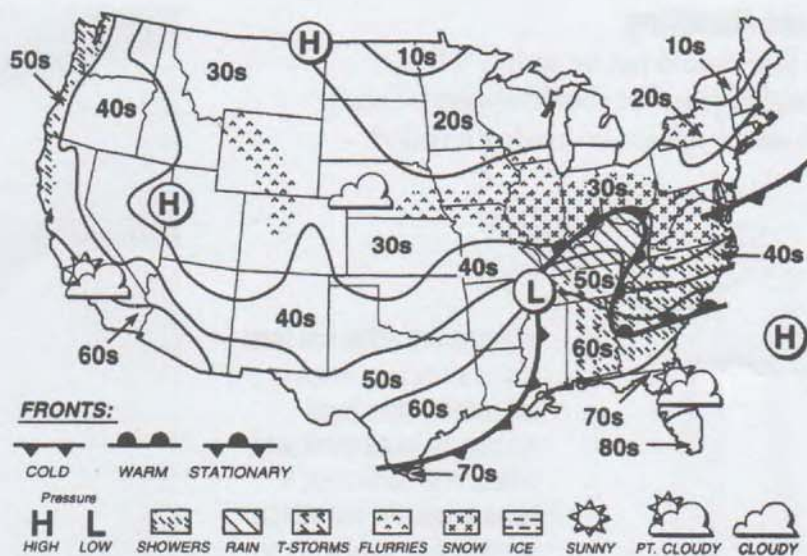 H
10s
10s
50s
30s
40s
20s
20s
H
30s
30s
40s
40s
L
50s
40s
60s
60s
H
50s
60s
70s
80s
70s
FRONTS:
COLD WARM STATIONARY
Pressure
H L
HIGH LOW SHOWERS RAIN T-STORMS FLURRIES SNOW ICE SUNNY PT. CLOUDY CLOUDY